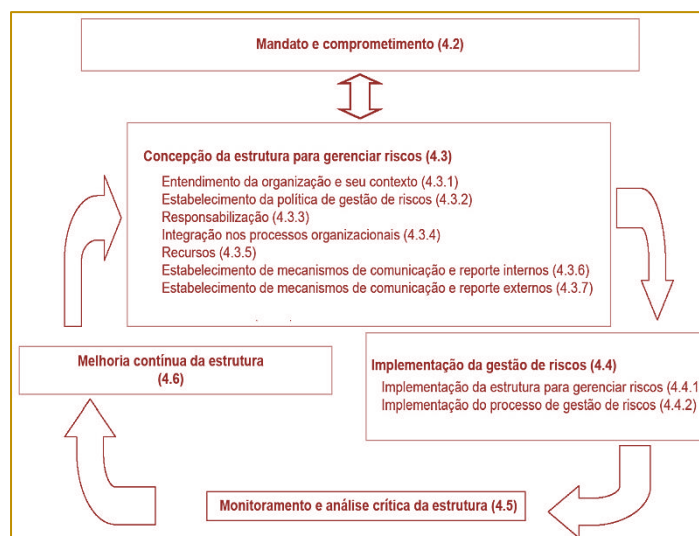 Mandato e comprometimento (4.2)
Concepção da estrutura para gerenciar riscos (4.3)
Entendimento da organização e seu contexto (4.3.1)
Estabelecimento da política de gestão de riscos (4.3.2)
Responsabilização (4.3.3)
Integração nos processos organizacionais (4.3.4)
Recursos (4.3.5)
Estabelecimento de mecanismos de comunicação e reporte internos (4.3.6)
Estabelecimento de mecanismos de comunicação e reporte externos (4.3.7)
Melhoria contínua da estrutura
(4.6)
Implementação da gestão de riscos (4.4)
Implementação da estrutura para gerenciar riscos (4.4.1
Implementação do processo de gestão de riscos (4.4.2)
Monitoramento e análise crítica da estrutura (4.5)